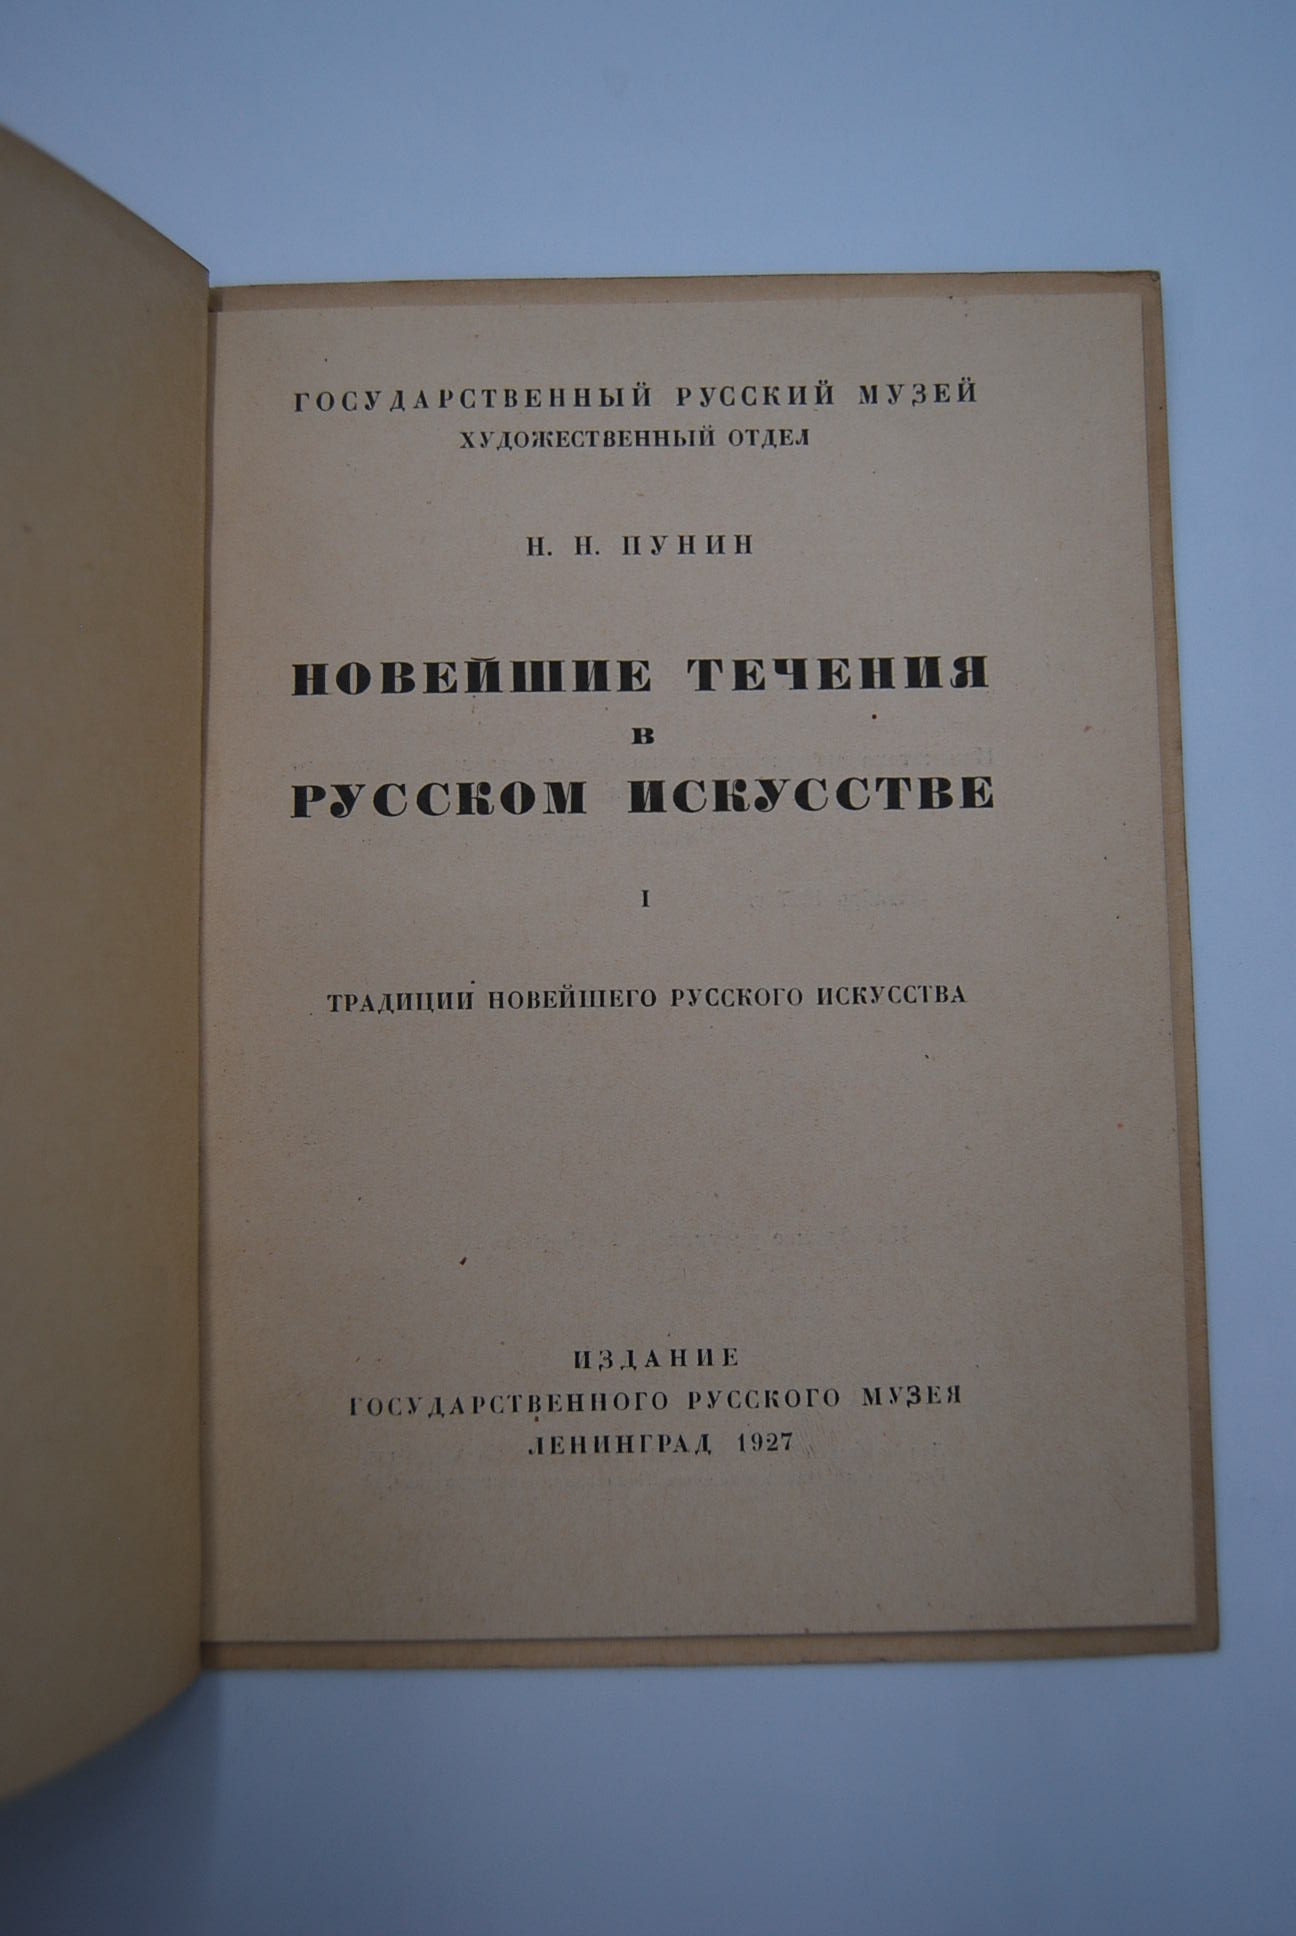 ГОСУДАРСТВЕННЫЙ РУССКИЙ МУЗЕЙ
ХУДОЖЕСТВЕННЫЙ ОТДЕЛ
Н. Н. ПУНИН
НОВЕЙШИЕ ТЕЧЕНИЯ
В
РУССКОМ ИСКУССТВЕ
I
ТРАДИЦИИ НОВЕЙШЕГО РУССКОГО ИСКУССТВА
ИЗДАНИЕ
ГОСУДАРСТВЕННОГО РУССКОГО МУЗЕЯ
ЛЕНИНГРАД 1927